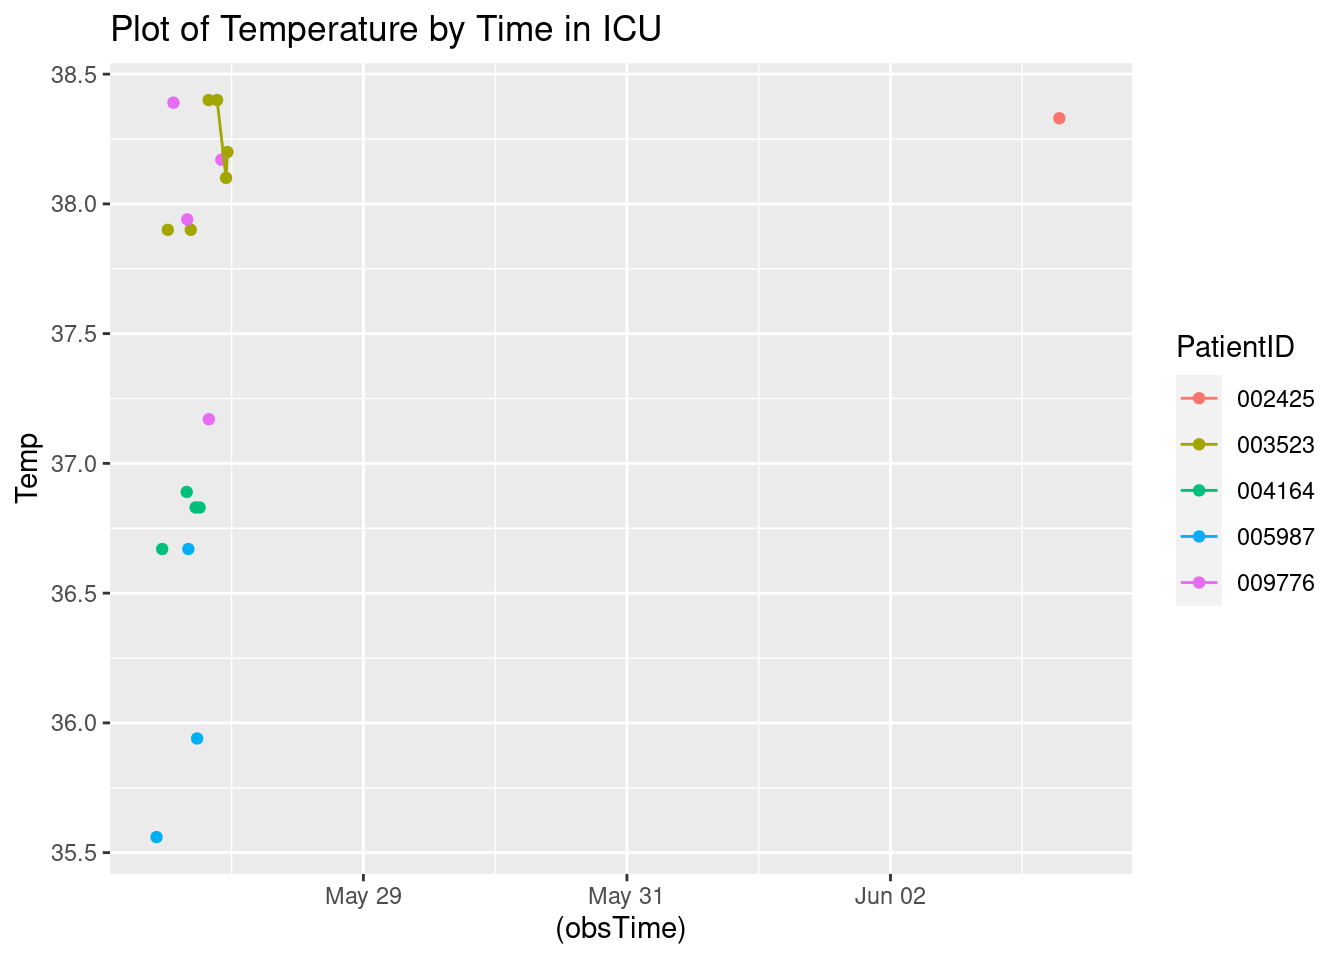 Plot of Temperature by Time in ICU
38.5
38.0
37.5
37.0
36.5
36.0
35.5
Temp
May 29 May 31 Jun 02
(obsTime)
PatientID
002425
003523
004164
005987
009776